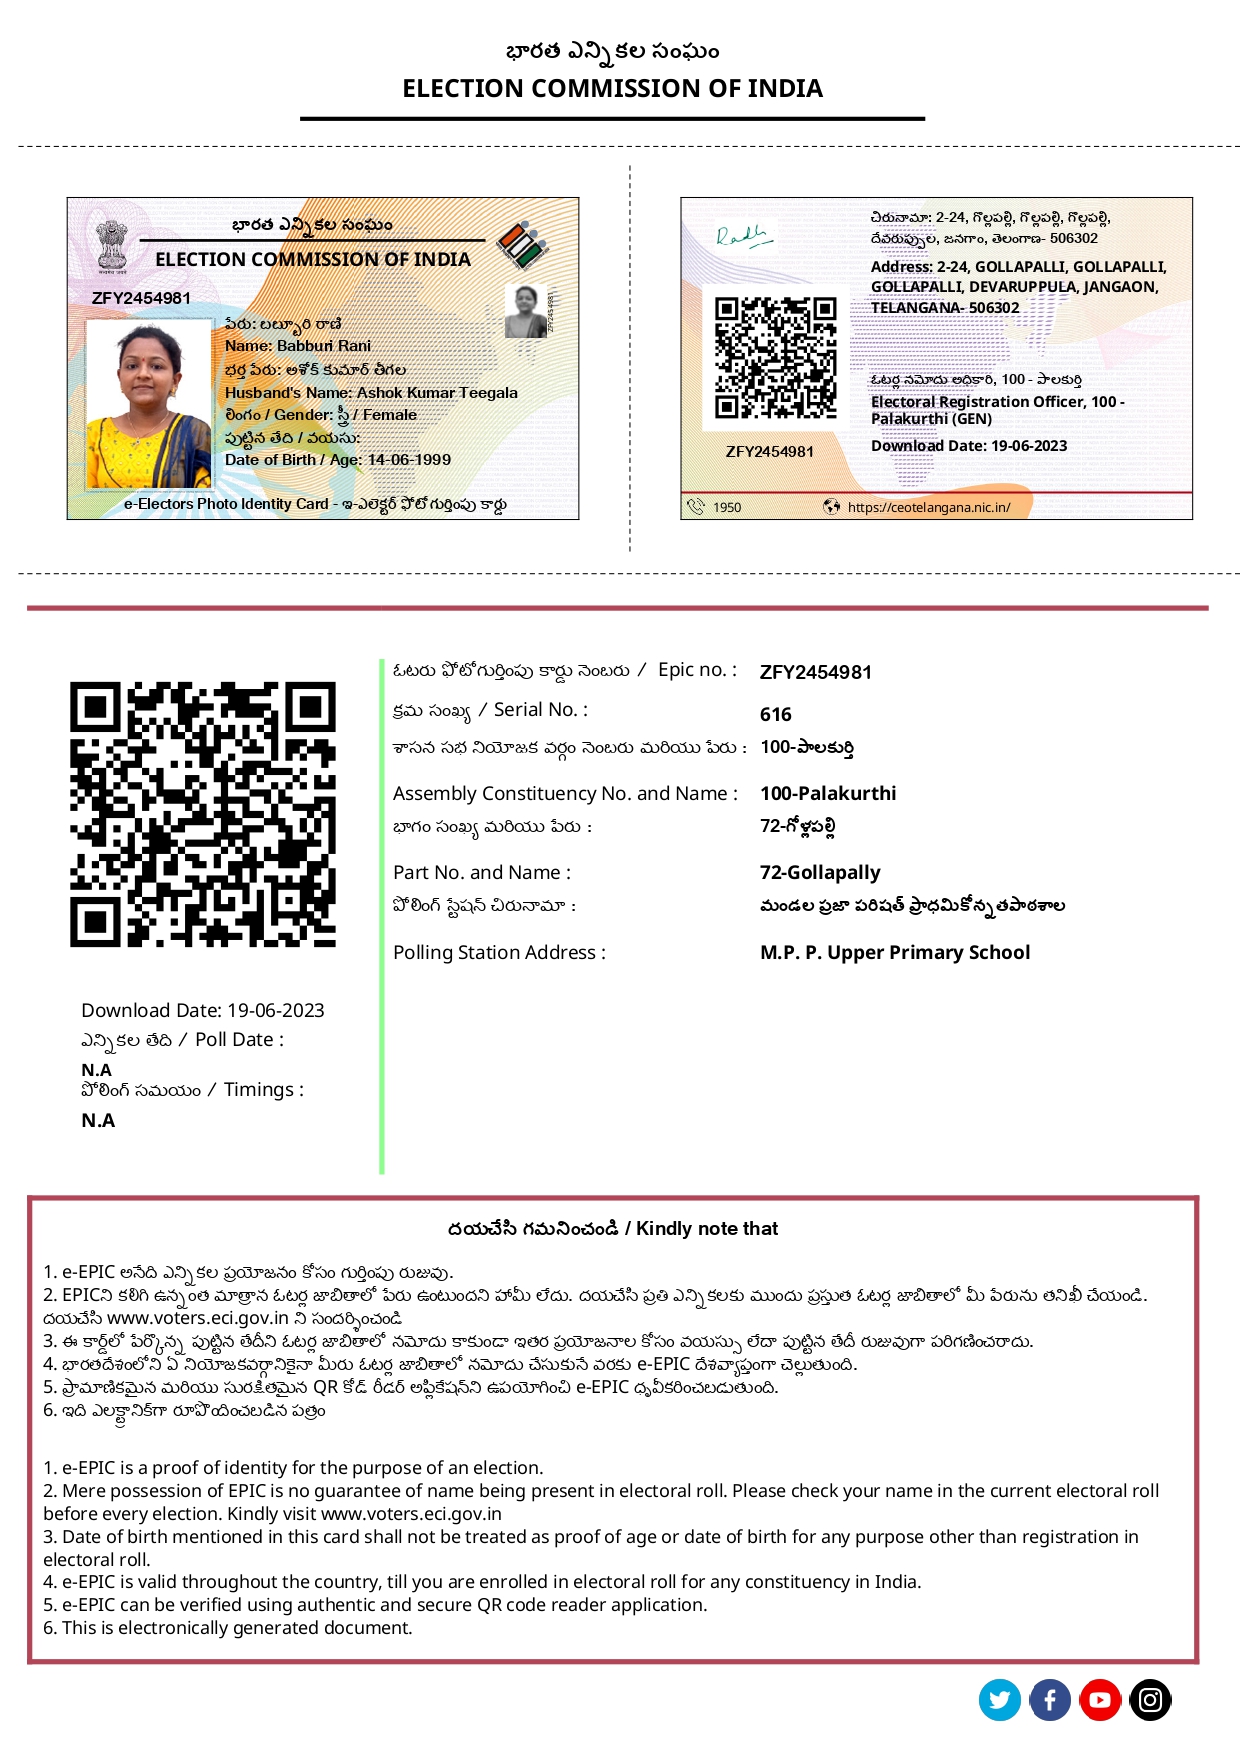 భారత ఎన్నికల సంఘం
ELECTION COMMISSION OF INDIA
భారత ఎన్నికల సంఘం
ELECTION COMMISSION OF INDIA
ZFY2454981
ZFY2454981
పేరు: బబ్బూరి రాణి
Name: Babburi Rani
భర్త పేరు: అశోక్ కుమార్ తీగల
Husband's Name: Ashok Kumar Teegala
లింగం / Gender: స్త్రీ / Female
పుట్టిన తేది / వయసు:
Date of Birth / Age: 14-06-1999
e-Electors Photo Identity Card - ఇ-ఎలెక్టర్ ఫోటో గుర్తింపు కార్డు
చిరునామా: 2-24, గొల్లపల్లి, గొల్లపల్లి, గొల్లపల్లి,
దేవరుప్పుల, జనగాం, తెలంగాణ- 506302
Address: 2-24, GOLLAPALLI, GOLLAPALLI,
GOLLAPALLI, DEVARUPPULA, JANGAON,
TELANGANA- 506302
ఓటర్ల నమోదు అధికారి, 100 - పాలకుర్తి
Electoral Registration Officer, 100 -
Palakurthi (GEN)
Download Date: 19-06-2023
ZFY2454981
1950
https://ceotelangana.nic.in/
ఓటరు ఫోటోగుర్తింపు కార్డు నెంబరు / Epic no. : ZFY2454981
క్రమ సంఖ్య / Serial No. : 616
శాసన సభ నియోజక వర్గం నెంబరు మరియు పేరు : 100-పాలకుర్తి
Assembly Constituency No. and Name : 100-Palakurthi
భాగం సంఖ్య మరియు పేరు : 72-గోళ్లపల్లి
Part No. and Name : 72-Gollapally
పోలింగ్ స్టేషన్ చిరునామా : మండల ప్రజా పరిషత్ ప్రాధమికోన్నతపాఠశాల
Polling Station Address : M.P. P. Upper Primary School
Download Date: 19-06-2023
ఎన్నికల తేది / Poll Date :
N.A
పోలింగ్ సమయం / Timings :
N.A
దయచేసి గమనించండి / Kindly note that
1. e-EPIC అనేది ఎన్నికల ప్రయోజనం కోసం గుర్తింపు రుజువు.
2. EPICని కలిగి ఉన్నంత మాత్రాన ఓటర్ల జాబితాలో పేరు ఉంటుందని హామీ లేదు. దయచేసి ప్రతి ఎన్నికలకు ముందు ప్రస్తుత ఓటర్ల జాబితాలో మీ పేరును తనిఖీ చేయండి.
దయచేసి www.voters.eci.gov.in ని సందర్శించండి
3. ఈ కార్డ్‌లో పేర్కొన్న పుట్టిన తేదీని ఓటర్ల జాబితాలో నమోదు కాకుండా ఇతర ప్రయోజనాల కోసం వయస్సు లేదా పుట్టిన తేదీ రుజువుగా పరిగణించరాదు.
4. భారతదేశంలోని ఏ నియోజకవర్గానికైనా మీరు ఓటర్ల జాబితాలో నమోదు చేసుకునే వరకు e-EPIC దేశవ్యాప్తంగా చెల్లుతుంది.
5. ప్రామాణికమైన మరియు సురక్షితమైన QR కోడ్ రీడర్ అప్లికేషన్‌ని ఉపయోగించి e-EPIC ధృవీకరించబడుతుంది.
6. ఇది ఎలక్ట్రానిక్‌గా రూపొందించబడిన పత్రం
1. e-EPIC is a proof of identity for the purpose of an election.
2. Mere possession of EPIC is no guarantee of name being present in electoral roll. Please check your name in the current electoral roll
before every election. Kindly visit www.voters.eci.gov.in
3. Date of birth mentioned in this card shall not be treated as proof of age or date of birth for any purpose other than registration in
electoral roll.
4. e-EPIC is valid throughout the country, till you are enrolled in electoral roll for any constituency in India.
5. e-EPIC can be verified using authentic and secure QR code reader application.
6. This is electronically generated document.